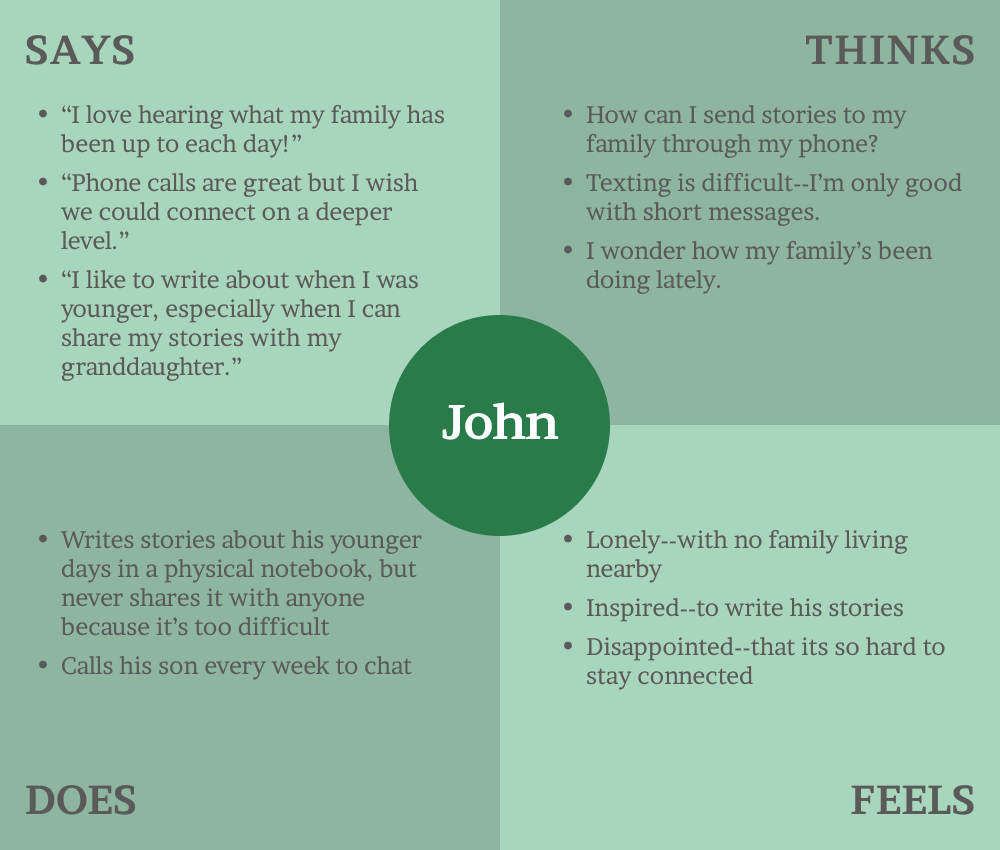 SAYS
• “I love hearing what my family has
been up to each day!”
• “Phone calls are great but I wish
we could connect on a deeper
level.”
• “I like to write about when I was
younger, especially when I can
share my stories with my
granddaughter.”
THINKS
• How can I send stories to my
family through my phone?
• Texting is difficult--I’m only good
with short messages.
• I wonder how my family’s been
doing lately.
John
• Writes stories about his younger
days in a physical notebook, but
never shares it with anyone
because it’s too difficult
• Calls his son every week to chat
DOES
• Lonely--with no family living
nearby
• Inspired--to write his stories
• Disappointed--that its so hard to
stay connected
FEELS